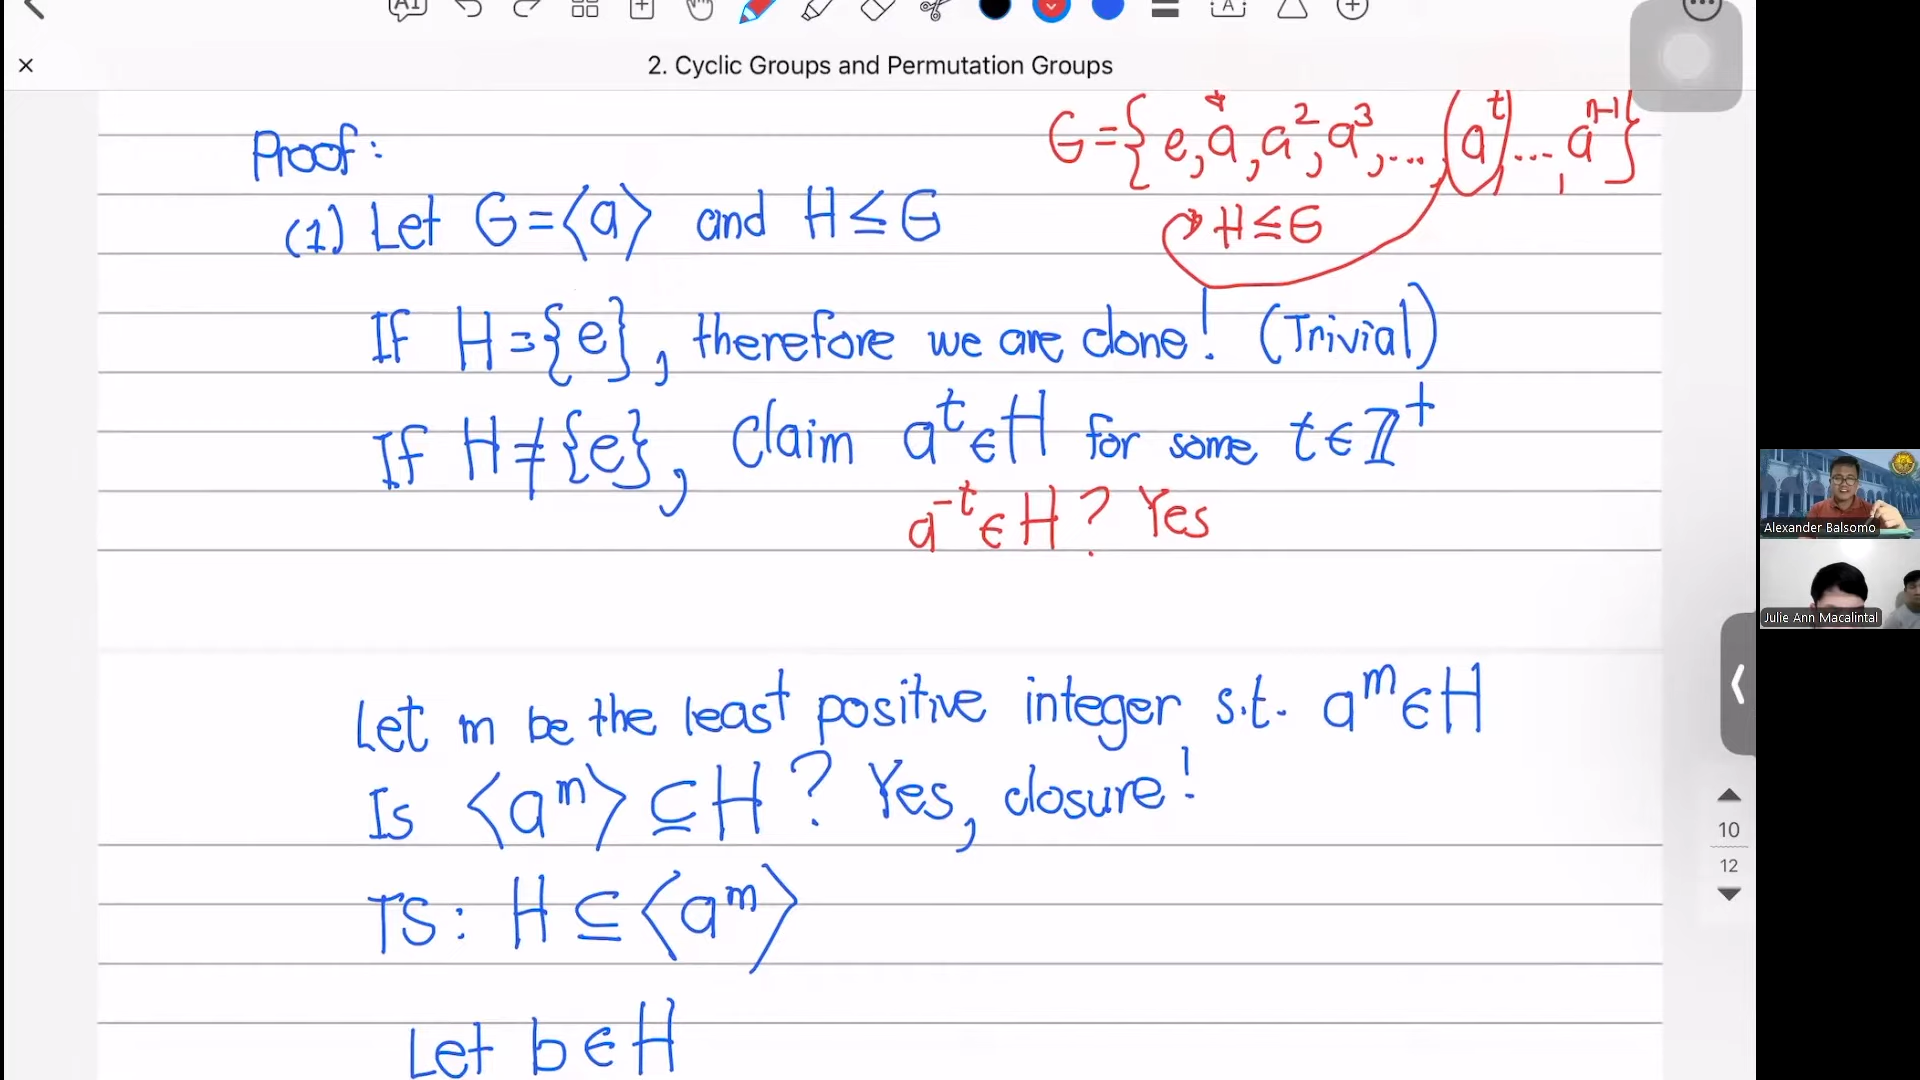 2. Cyclic Groups and Permutation Groups
Proof:
G={e, a, a², a³, ..., aᵗ, ..., aⁿ⁻¹}
(1) Let G=⟨a⟩ and H≤G
H≤G
If H={e}, therefore we are done! (Trivial)
If H≠{e}, Claim aᵗ∈H for some t∈ℤ⁺
a⁻ᵗ∈H? Yes
Let m be the least positive integer s.t. aᵐ∈H
Is ⟨aᵐ⟩⊆H? Yes, closure!
TS: H⊆⟨aᵐ⟩
Let b∈H
10
12
Alexander Balsomo
Julie Ann Macalintal